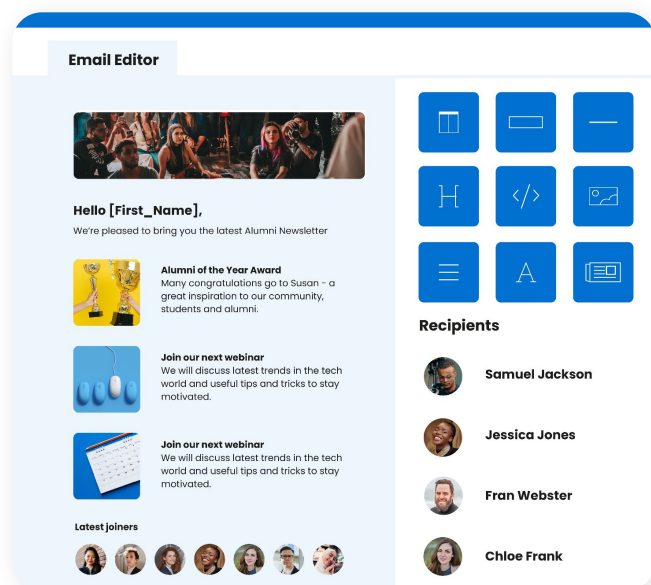 Email Editor
Hello [First_Name],
We're pleased to bring you the latest Alumni Newsletter
Alumni of the Year Award
Many congratulations go to Susan - a
great inspiration to our community,
students and alumni.
Join our next webinar
We will discuss latest trends in the tech
world and useful tips and tricks to stay
motivated.
Join our next webinar
We will discuss latest trends in the tech
world and useful tips and tricks to stay
motivated.
Latest joiners
H
</>
A
Recipients
Samuel Jackson
Jessica Jones
Fran Webster
Chloe Frank